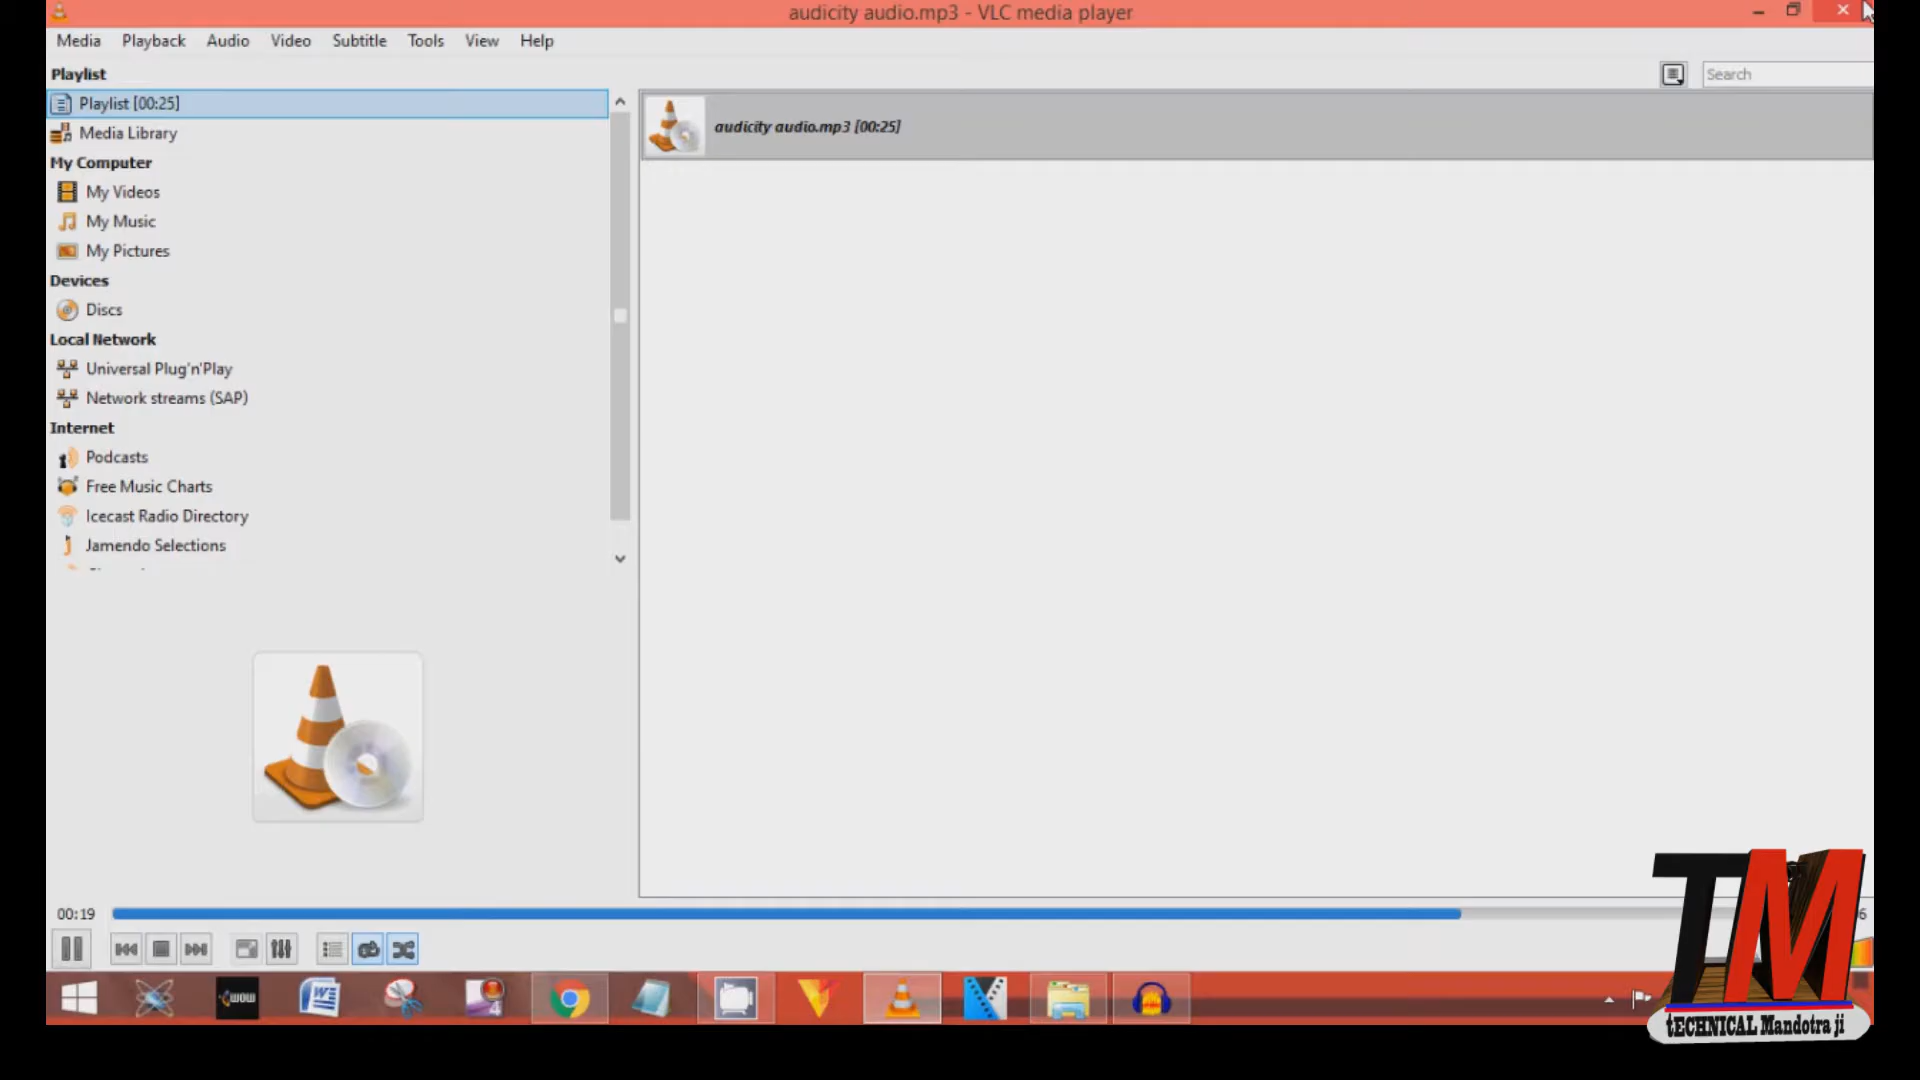 audicity audio.mp3 - VLC media player
Media Playback Audio Video Subtitle Tools View Help
Playlist
Search
Playlist [00:25]
Media Library
My Computer
My Videos
My Music
My Pictures
Devices
Discs
Local Network
Universal Plug'n'Play
Network streams (SAP)
Internet
Podcasts
Free Music Charts
Icecast Radio Directory
Jamendo Selections
audicity audio.mp3 [00:25]
00:19
WOW
4
TM
tECHNICAL Mandotra ji